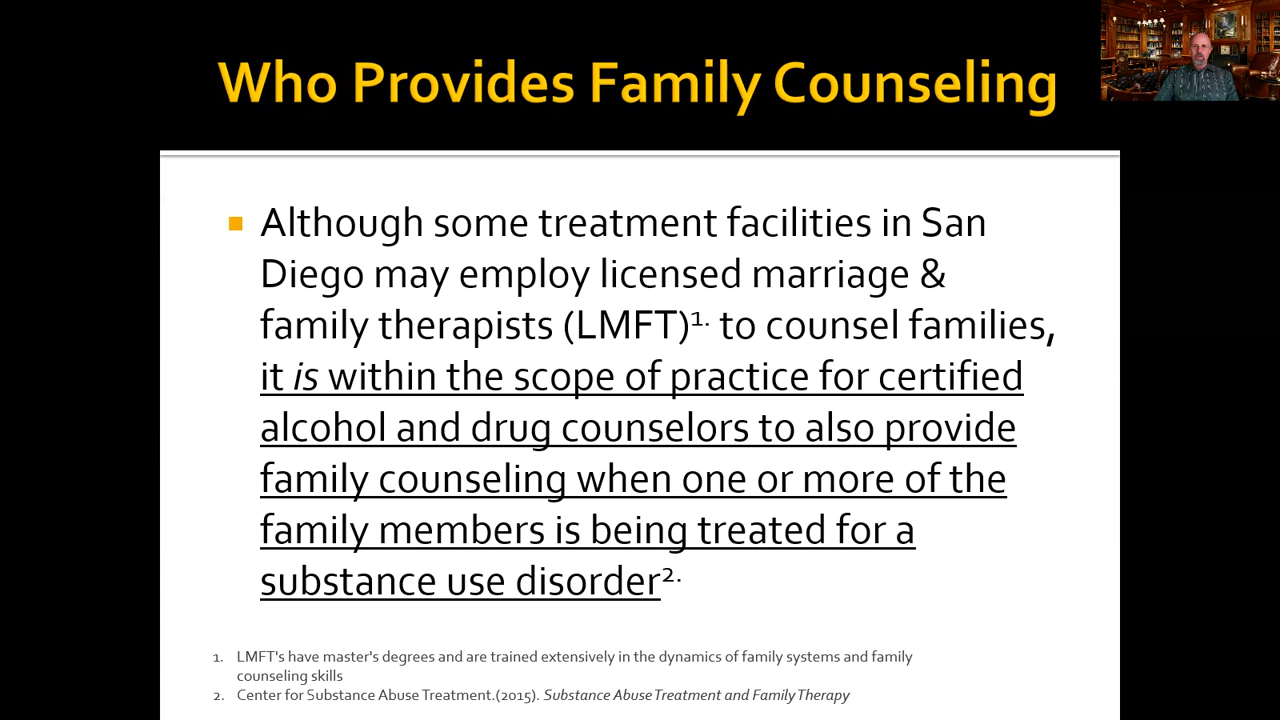 Who Provides Family Counseling
Although some treatment facilities in San
Diego may employ licensed marriage &
family therapists (LMFT)1. to counsel families,
it is within the scope of practice for certified
alcohol and drug counselors to also provide
family counseling when one or more of the
family members is being treated for a
substance use disorder2.
1. LMFT's have master's degrees and are trained extensively in the dynamics of family systems and family
counseling skills
2. Center for Substance Abuse Treatment.(2015). Substance Abuse Treatment and Family Therapy